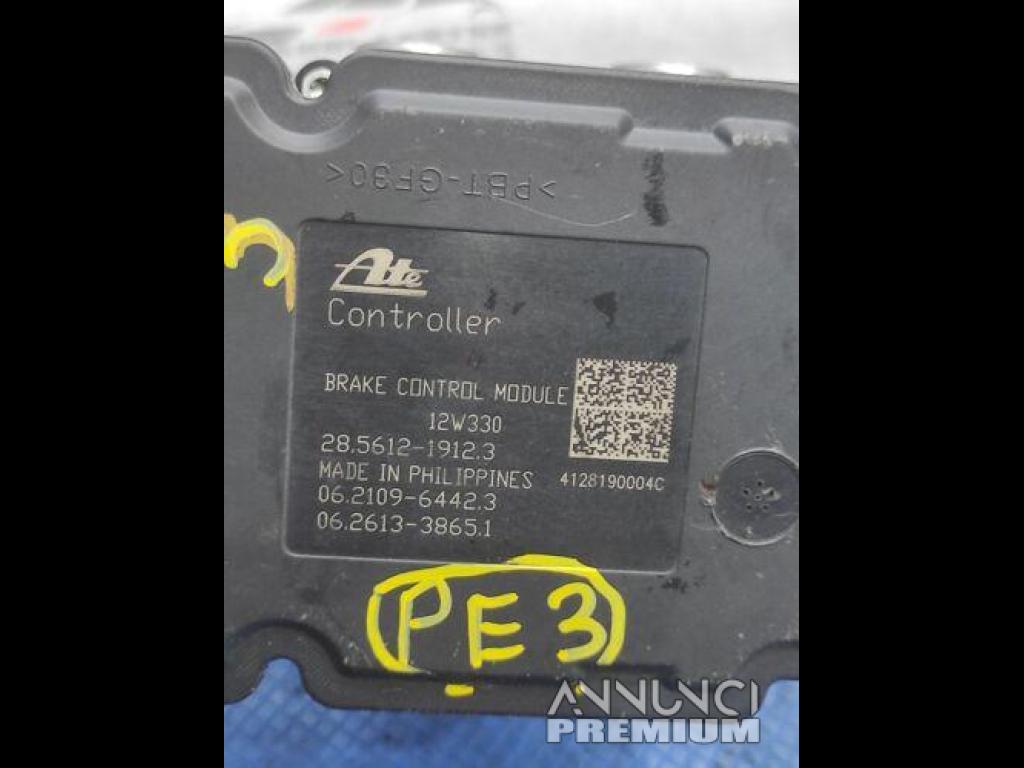 >PBT-GF30<
3
Ate
Controller
BRAKE CONTROL MODULE
12W330
28.5612-1912.3
MADE IN PHILIPPINES
4128190004C
06.2109-6442.3
06.2613-3865.1
PE3
ANNUNCI
PREMIUM